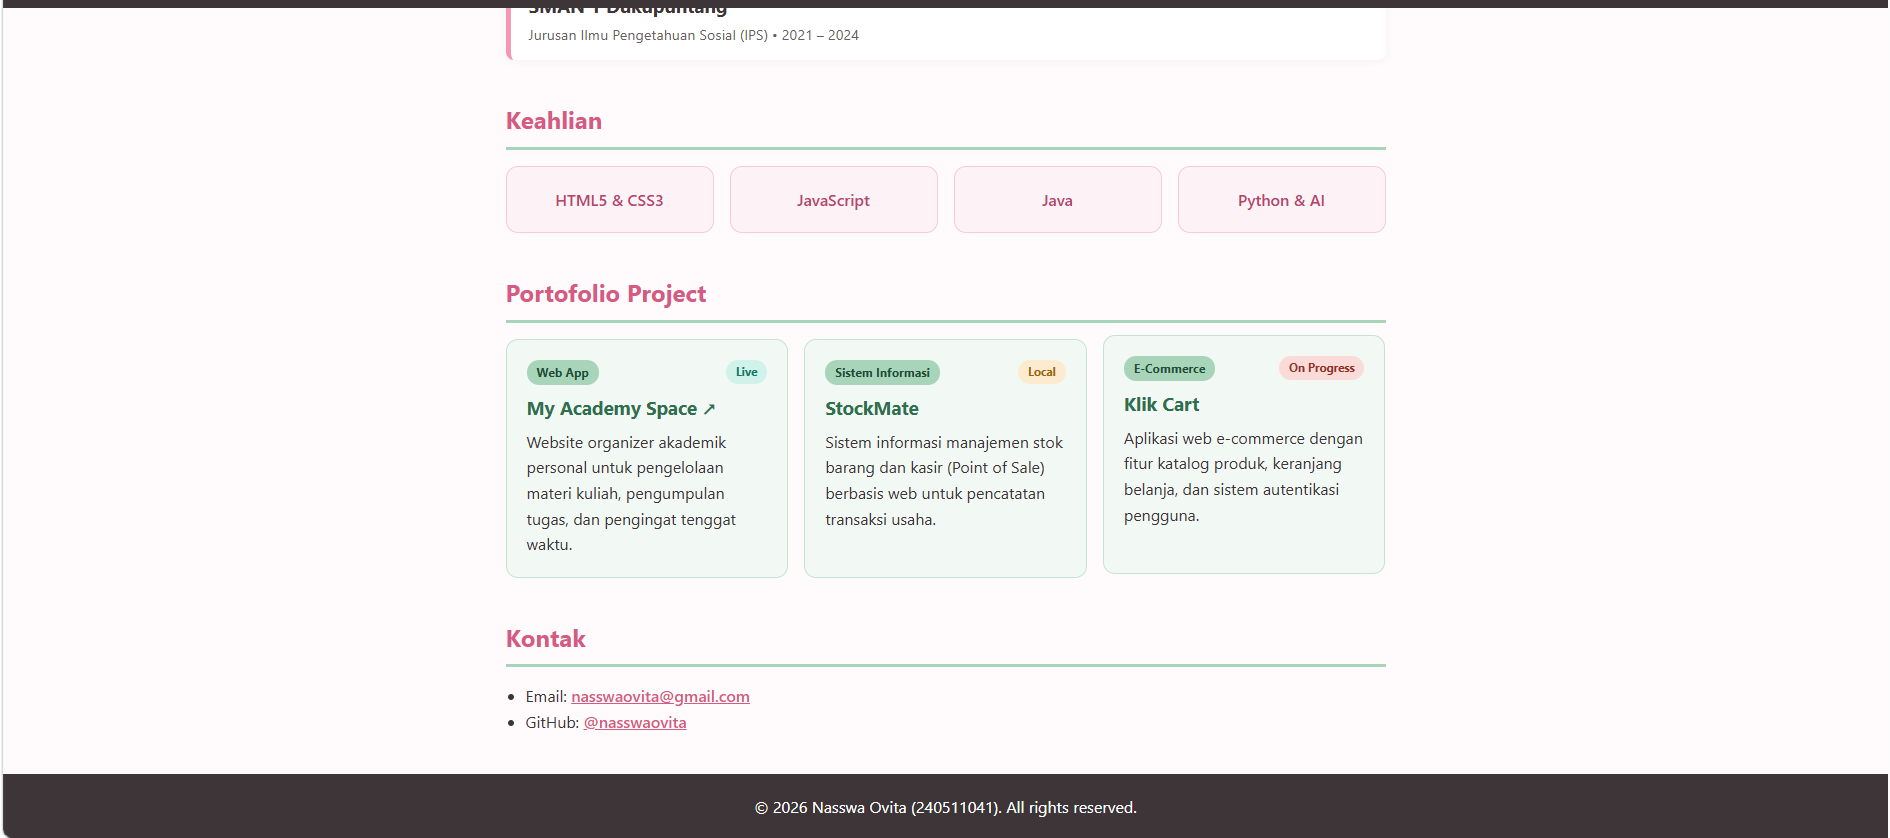 SMAN 1 Dukupuntang
Jurusan Ilmu Pengetahuan Sosial (IPS) • 2021 – 2024
Keahlian
HTML5 & CSS3
JavaScript
Java
Python & AI
Portofolio Project
Web App
Live
My Academy Space ↗
Website organizer akademik
personal untuk pengelolaan
materi kuliah, pengumpulan
tugas, dan pengingat tenggat
waktu.
Sistem Informasi
Local
StockMate
Sistem informasi manajemen stok
barang dan kasir (Point of Sale)
berbasis web untuk pencatatan
transaksi usaha.
E-Commerce
On Progress
Klik Cart
Aplikasi web e-commerce dengan
fitur katalog produk, keranjang
belanja, dan sistem autentikasi
pengguna.
Kontak
• Email: nasswaovita@gmail.com
• GitHub: @nasswaovita
© 2026 Nasswa Ovita (240511041). All rights reserved.